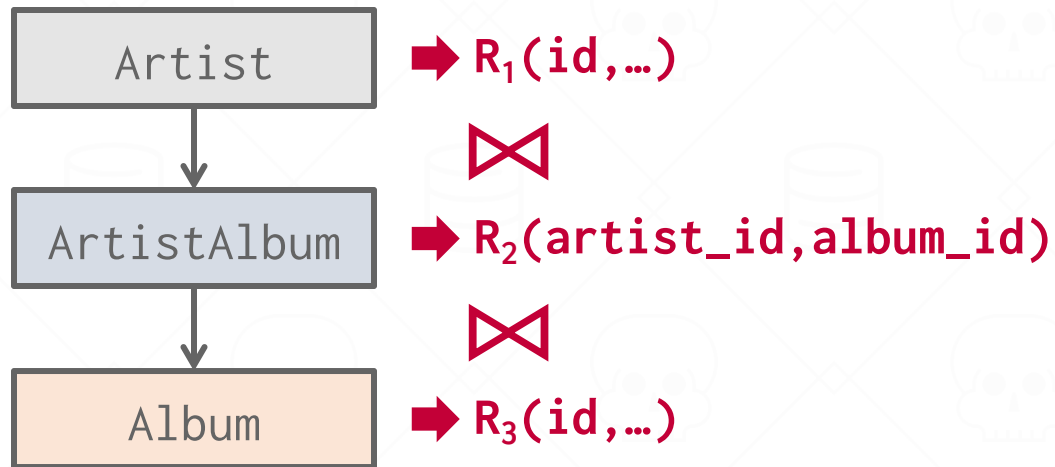 Artist R₁(id,…)
⋈
ArtistAlbum R₂(artist_id,album_id)
⋈
Album R₃(id,…)